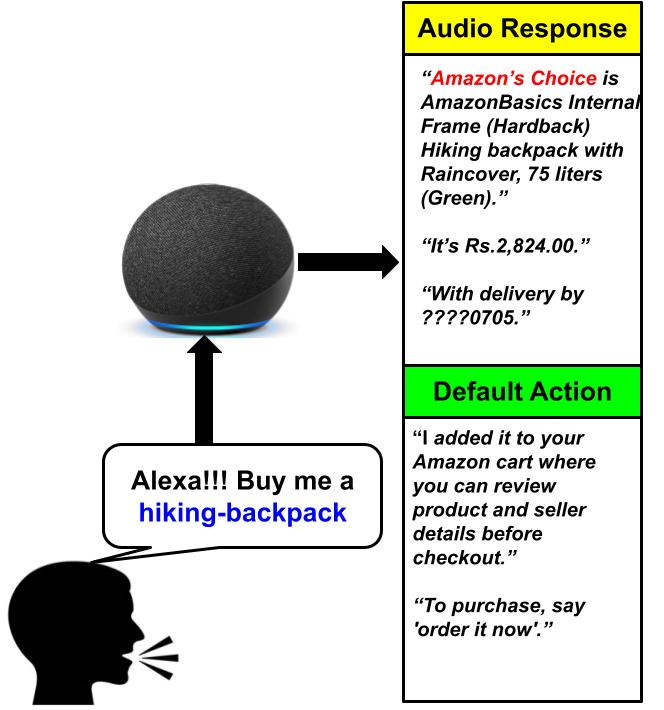 Audio Response
“Amazon’s Choice is
AmazonBasics Internal
Frame (Hardback)
Hiking backpack with
Raincover, 75 liters
(Green).”
“It’s Rs.2,824.00.”
“With delivery by
????0705.”
Default Action
“I added it to your
Amazon cart where
you can review
product and seller
details before
checkout.”
“To purchase, say
'order it now'.”
Alexa!!! Buy me a
hiking-backpack